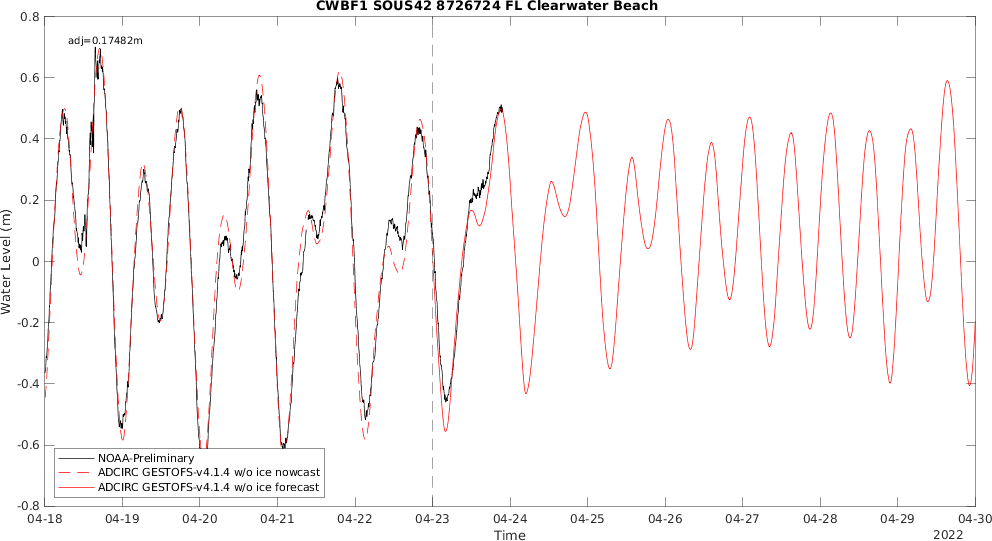 CWBF1 SOUS42 8726724 FL Clearwater Beach
adj=0.17482m
0.8
0.6
0.4
0.2
0
-0.2
-0.4
-0.6
-0.8
Water Level (m)
NOAA-Preliminary
ADCIRC GESTOFS-v4.1.4 w/o ice nowcast
ADCIRC GESTOFS-v4.1.4 w/o ice forecast
04-18 04-19 04-20 04-21 04-22 04-23 04-24 04-25 04-26 04-27 04-28 04-29 04-30
Time
2022